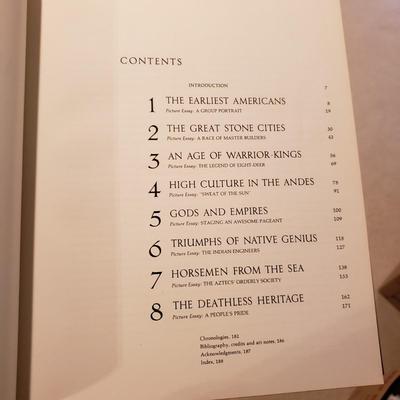 CONTENTS
INTRODUCTION 7
1 THE EARLIEST AMERICANS 8
Picture Essay: A GROUP PORTRAIT 19
2 THE GREAT STONE CITIES 30
Picture Essay: A RACE OF MASTER BUILDERS 43
3 AN AGE OF WARRIOR-KINGS 56
Picture Essay: THE LEGEND OF EIGHT-DEER 69
4 HIGH CULTURE IN THE ANDES 78
Picture Essay: "SWEAT OF THE SUN" 91
5 GODS AND EMPIRES 100
Picture Essay: STAGING AN AWESOME PAGEANT 109
6 TRIUMPHS OF NATIVE GENIUS 118
Picture Essay: THE INDIAN ENGINEERS 127
7 HORSEMEN FROM THE SEA 138
Picture Essay: THE AZTECS' ORDERLY SOCIETY 153
8 THE DEATHLESS HERITAGE 162
Picture Essay: A PEOPLE'S PRIDE 171
Chronologies, 182
Bibliography, credits and art notes, 186
Acknowledgments, 187
Index, 188